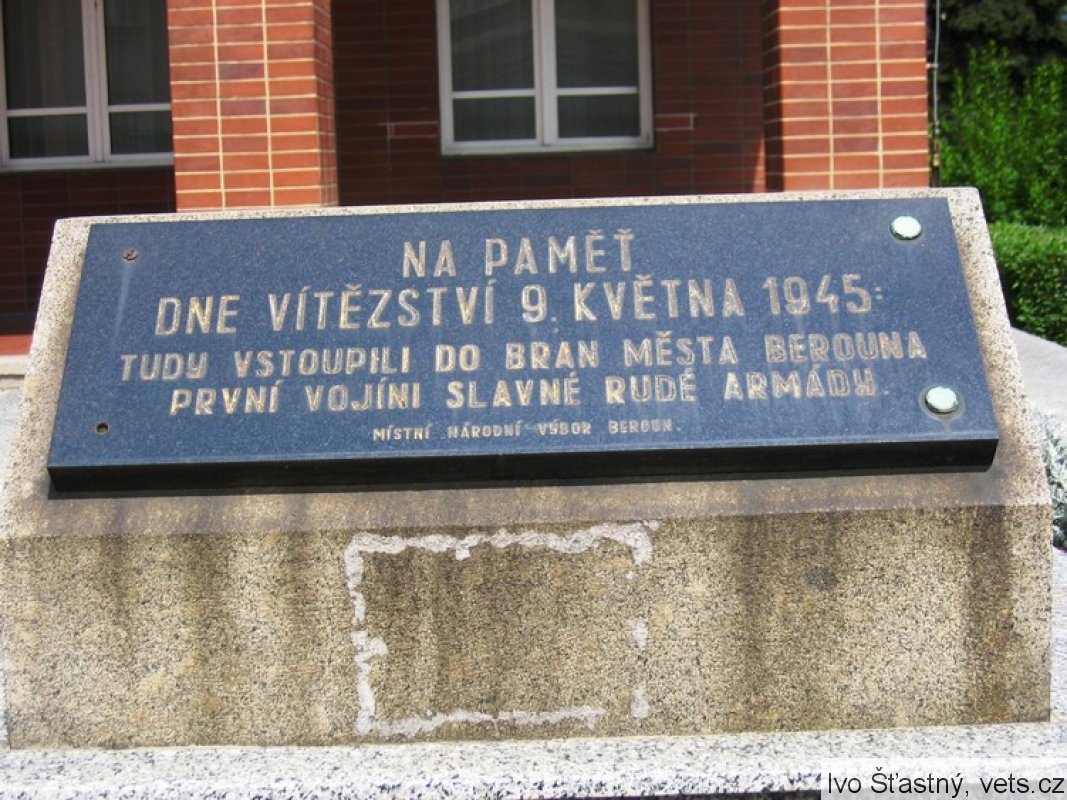 NA PAMĚŤ
DNE VÍTĚZSTVÍ 9. KVĚTNA 1945:
TUDY VSTOUPILI DO BRAN MĚSTA BEROUNA
PRVNÍ VOJÍNI SLAVNÉ RUDÉ ARMÁDY.
MÍSTNÍ NÁRODNÍ VÝBOR BEROUN.
Ivo Šťastný, vets.cz